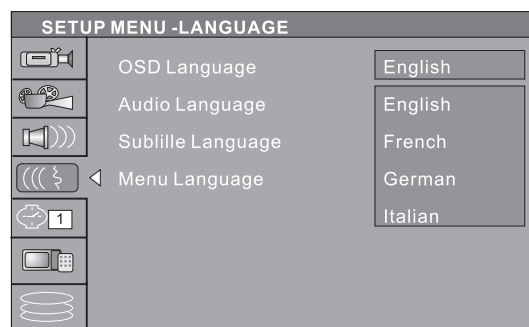 SETUP MENU -LANGUAGE
OSD Language English
Audio Language English
Sublille Language French
Menu Language German
1 Italian